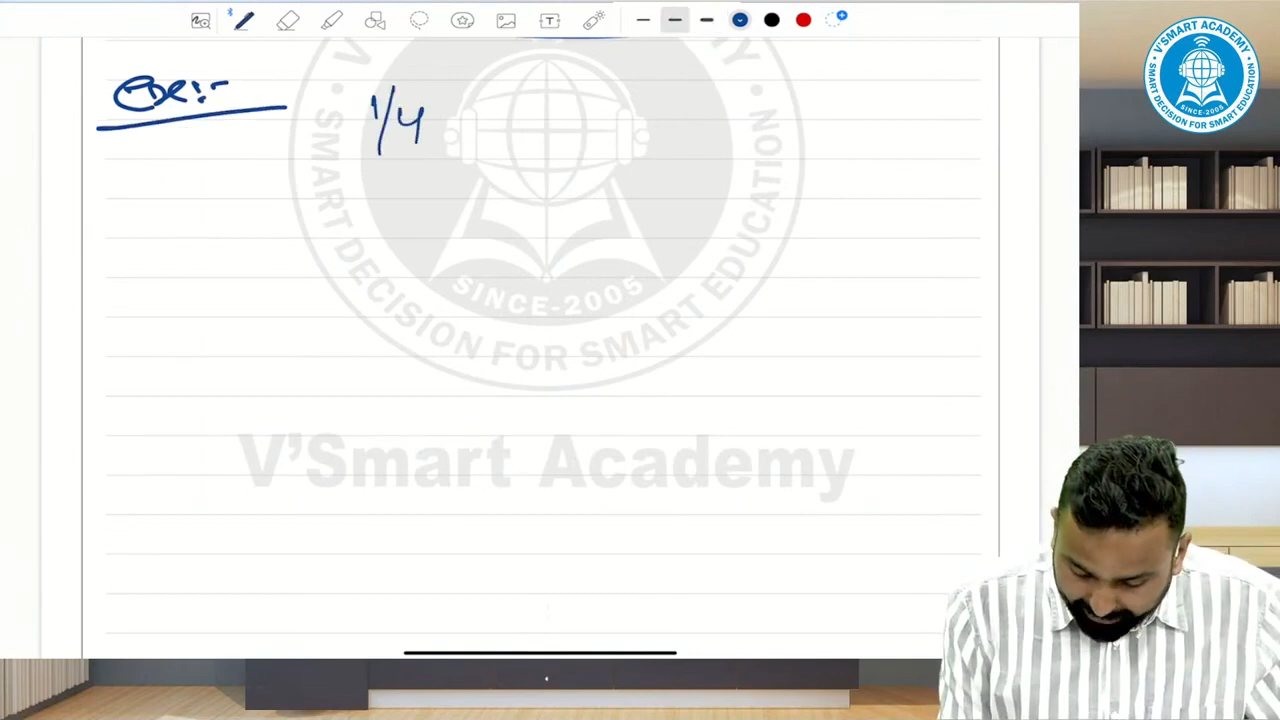 V'SMART ACADEMY
SMART DECISION FOR SMART EDUCATION
SINCE-2005
1/4
SMART DECISION FOR SMART EDUCATION
SINCE-2005
V'Smart Academy